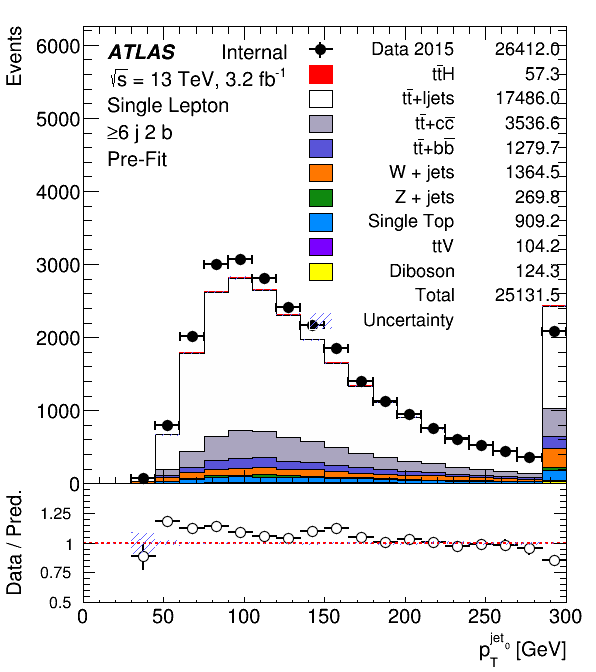 Events
6000
5000
4000
3000
2000
1000
0
ATLAS Internal
√s = 13 TeV, 3.2 fb⁻¹
Single Lepton
≥6 j 2 b
Pre-Fit
Data 2015 26412.0
tt̄H 57.3
tt̄+ljets 17486.0
tt̄+cc̄ 3536.6
tt̄+bb̄ 1279.7
W + jets 1364.5
Z + jets 269.8
Single Top 909.2
ttV 104.2
Diboson 124.3
Total 25131.5
Uncertainty
Data / Pred.
1.25
1
0.75
0.5
0 50 100 150 200 250 300
p_T^{jet_0} [GeV]